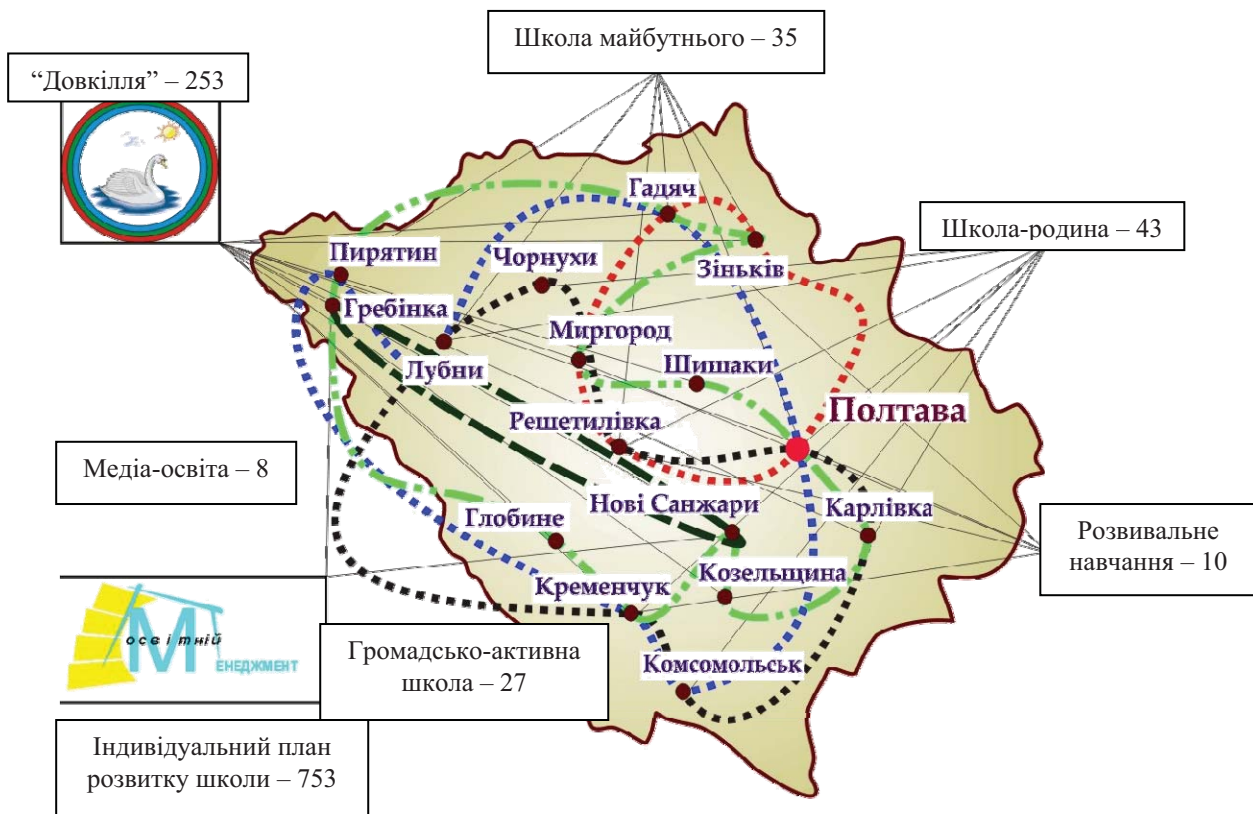 Школа майбутнього – 35
“Довкілля” – 253
Гадяч
Школа-родина – 43
Пирятин
Чорнухи
Зіньків
Гребінка
Миргород
Лубни
Шишаки
Полтава
Решетилівка
Медіа-освіта – 8
Нові Санжари
Карлівка
Глобине
Розвивальне
навчання – 10
Козельщина
Кременчук
освітній
МЕНЕДЖМЕНТ
Громадсько-активна
школа – 27
Комсомольськ
Індивідуальний план
розвитку школи – 753